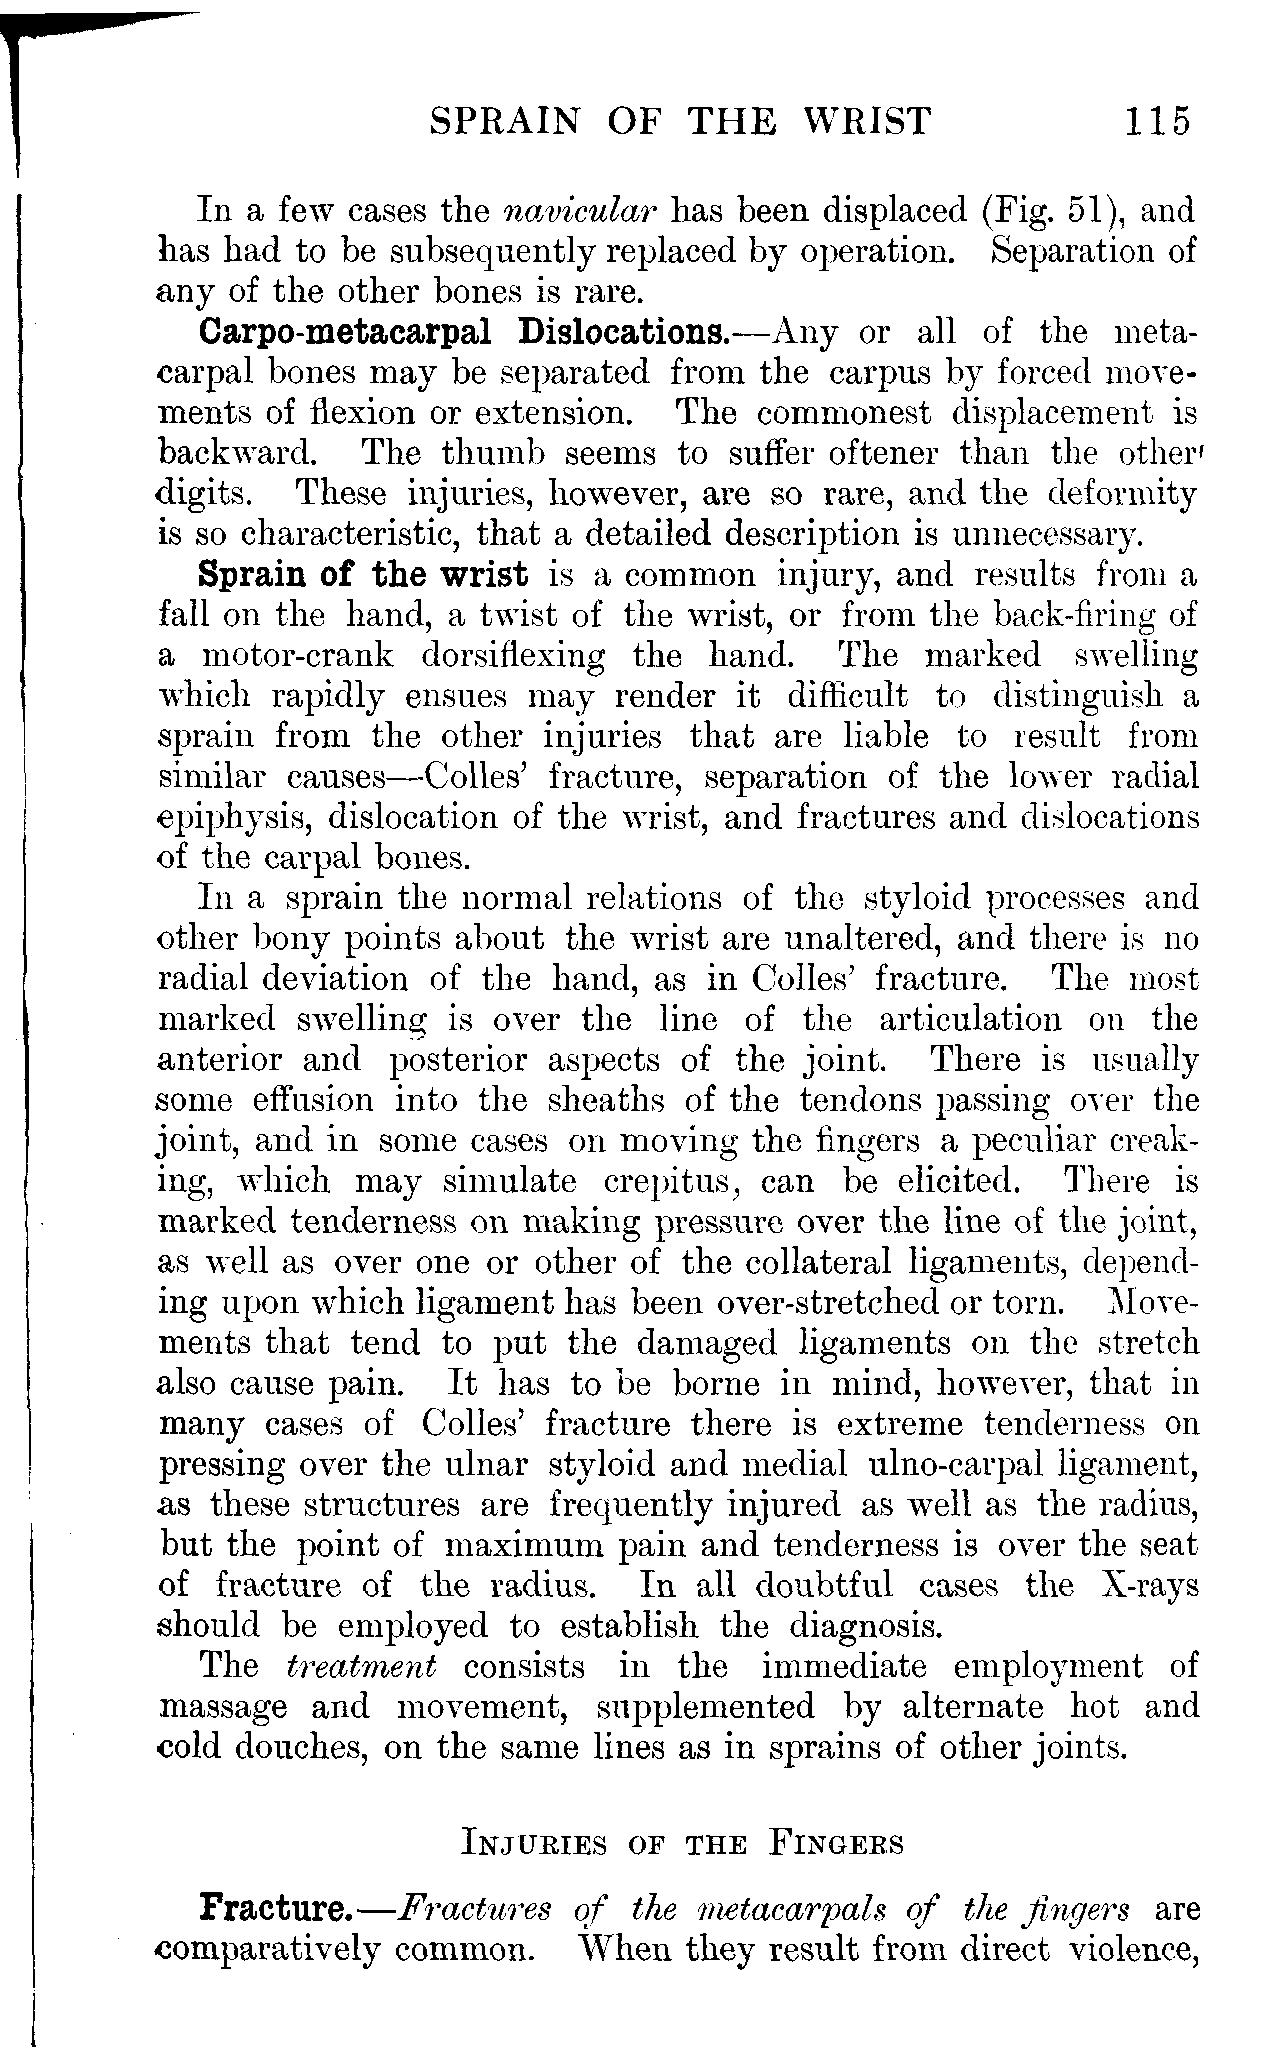 SPRAIN OF THE WRIST 115
In a few cases the navicular has been displaced (Fig. 51), and
has had to be subsequently replaced by operation. Separation of
any of the other bones is rare.
Carpo-metacarpal Dislocations.—Any or all of the meta-
carpal bones may be separated from the carpus by forced move-
ments of flexion or extension. The commonest displacement is
backward. The thumb seems to suffer oftener than the other
digits. These injuries, however, are so rare, and the deformity
is so characteristic, that a detailed description is unnecessary.
Sprain of the wrist is a common injury, and results from a
fall on the hand, a twist of the wrist, or from the back-firing of
a motor-crank dorsiflexing the hand. The marked swelling
which rapidly ensues may render it difficult to distinguish a
sprain from the other injuries that are liable to result from
similar causes—Colles' fracture, separation of the lower radial
epiphysis, dislocation of the wrist, and fractures and dislocations
of the carpal bones.
In a sprain the normal relations of the styloid processes and
other bony points about the wrist are unaltered, and there is no
radial deviation of the hand, as in Colles' fracture. The most
marked swelling is over the line of the articulation on the
anterior and posterior aspects of the joint. There is usually
some effusion into the sheaths of the tendons passing over the
joint, and in some cases on moving the fingers a peculiar creak-
ing, which may simulate crepitus, can be elicited. There is
marked tenderness on making pressure over the line of the joint,
as well as over one or other of the collateral ligaments, depend-
ing upon which ligament has been over-stretched or torn. Move-
ments that tend to put the damaged ligaments on the stretch
also cause pain. It has to be borne in mind, however, that in
many cases of Colles' fracture there is extreme tenderness on
pressing over the ulnar styloid and medial ulno-carpal ligament,
as these structures are frequently injured as well as the radius,
but the point of maximum pain and tenderness is over the seat
of fracture of the radius. In all doubtful cases the X-rays
should be employed to establish the diagnosis.
The treatment consists in the immediate employment of
massage and movement, supplemented by alternate hot and
cold douches, on the same lines as in sprains of other joints.
INJURIES OF THE FINGERS
Fracture.—Fractures of the metacarpals of the fingers are
comparatively common. When they result from direct violence,